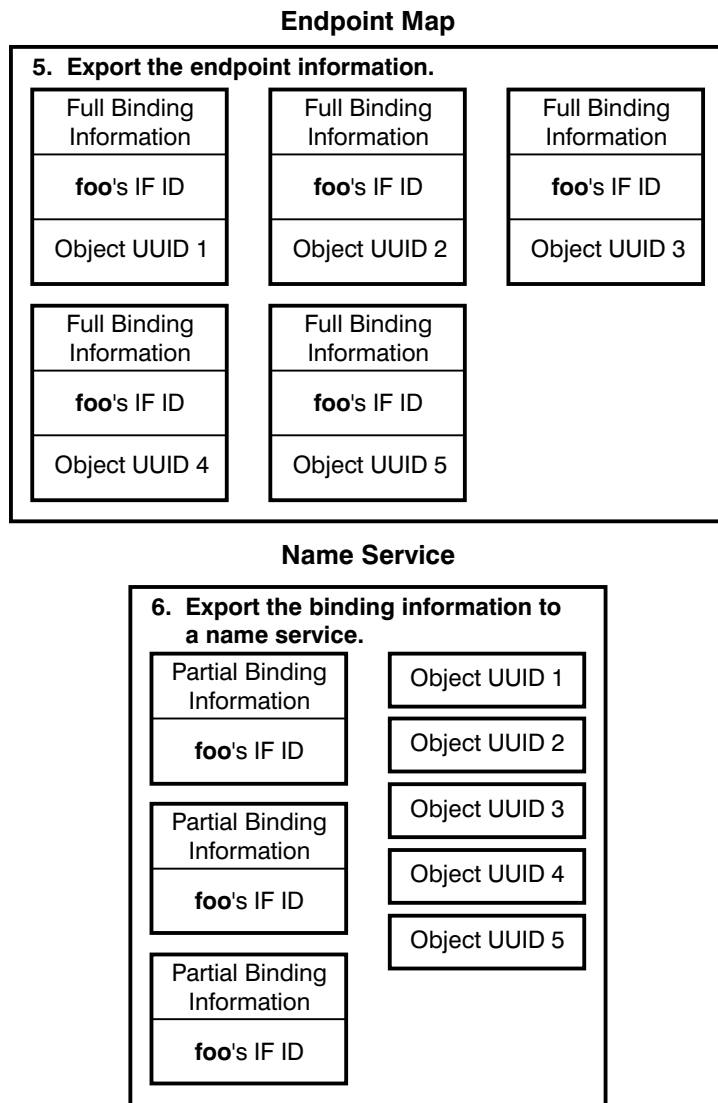 Endpoint Map
5. Export the endpoint information.
Full Binding
Information
foo's IF ID
Object UUID 1
Full Binding
Information
foo's IF ID
Object UUID 2
Full Binding
Information
foo's IF ID
Object UUID 3
Full Binding
Information
foo's IF ID
Object UUID 4
Full Binding
Information
foo's IF ID
Object UUID 5
Name Service
6. Export the binding information to
a name service.
Partial Binding
Information
foo's IF ID
Partial Binding
Information
foo's IF ID
Partial Binding
Information
foo's IF ID
Object UUID 1
Object UUID 2
Object UUID 3
Object UUID 4
Object UUID 5